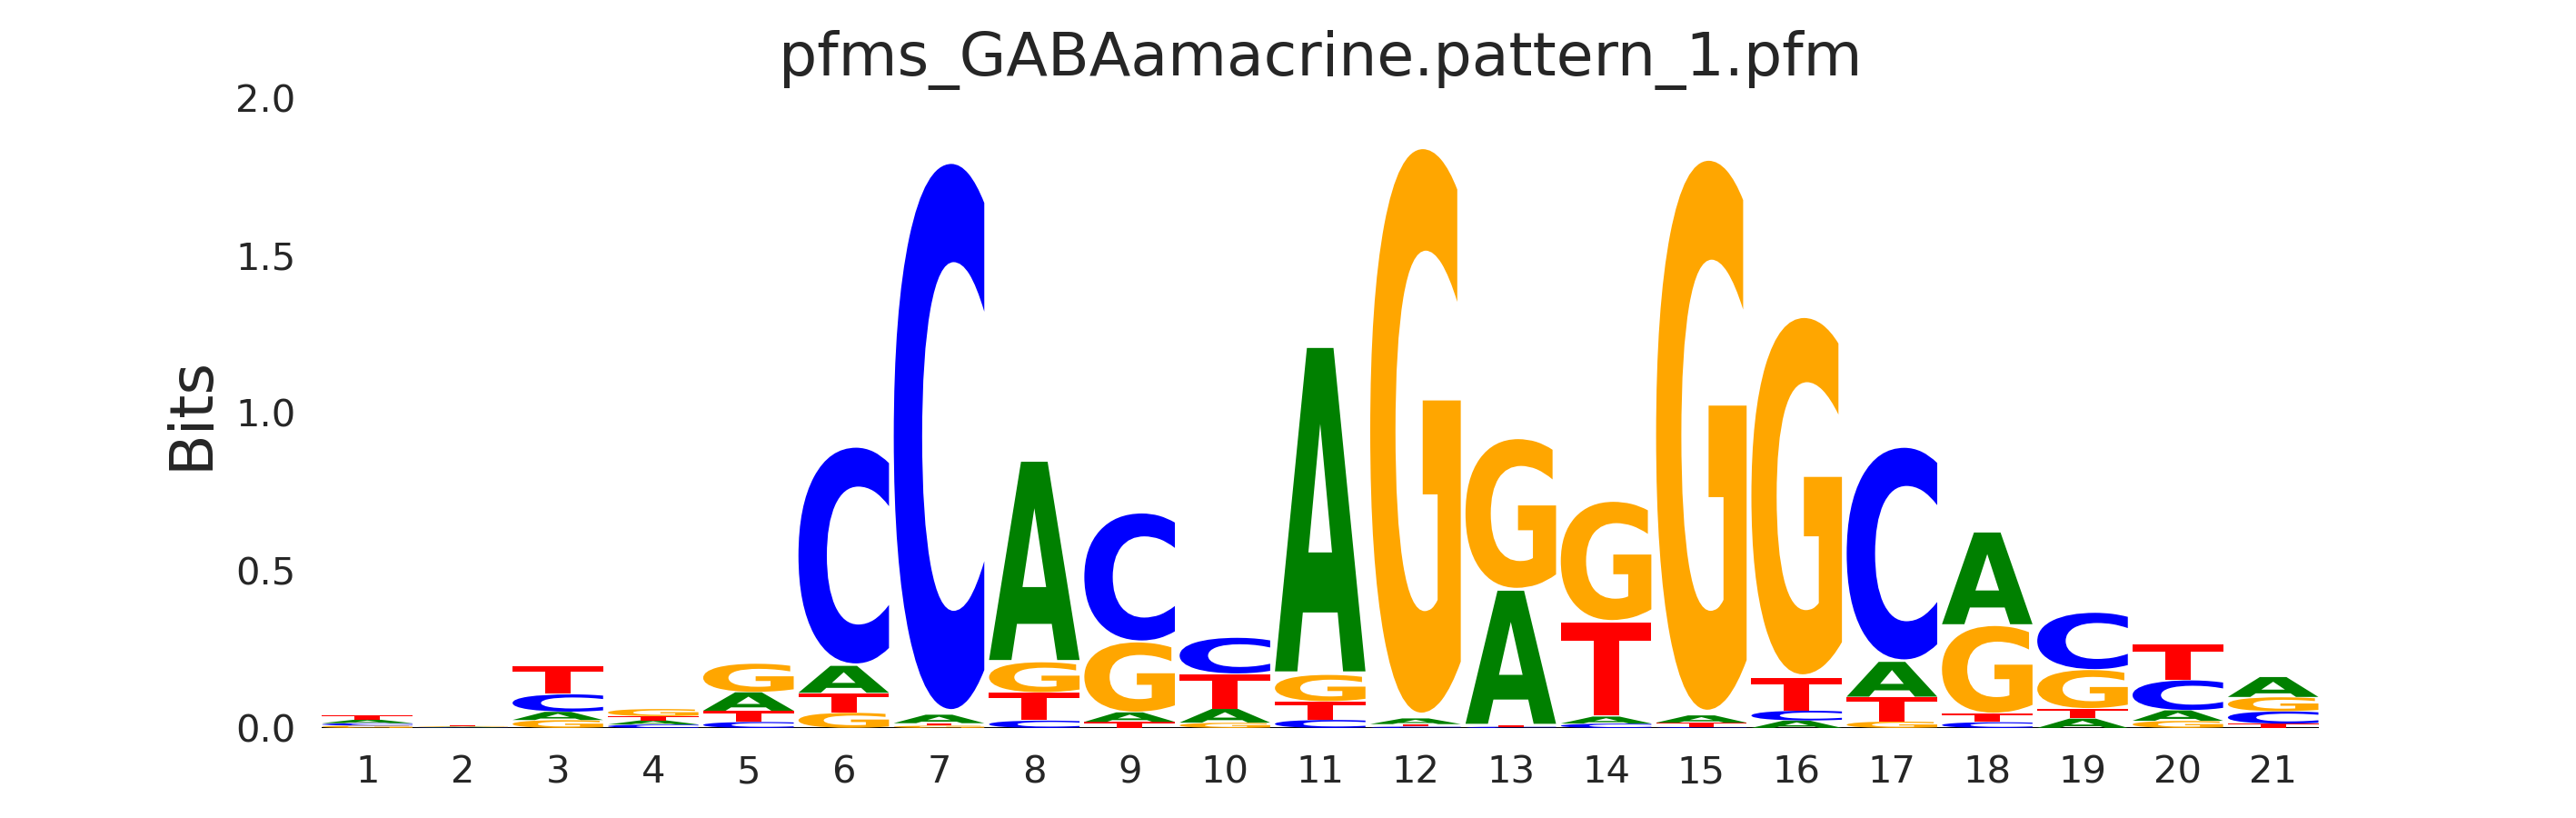 pfms_GABAamacrine.pattern_1.pfm
2.0
1.5
1.0
0.5
0.0
Bits
1 2 3 4 5 6 7 8 9 10 11 12 13 14 15 16 17 18 19 20 21
C C A C C A G G G G G C A C T A
T G A G G T A G T A T G C G